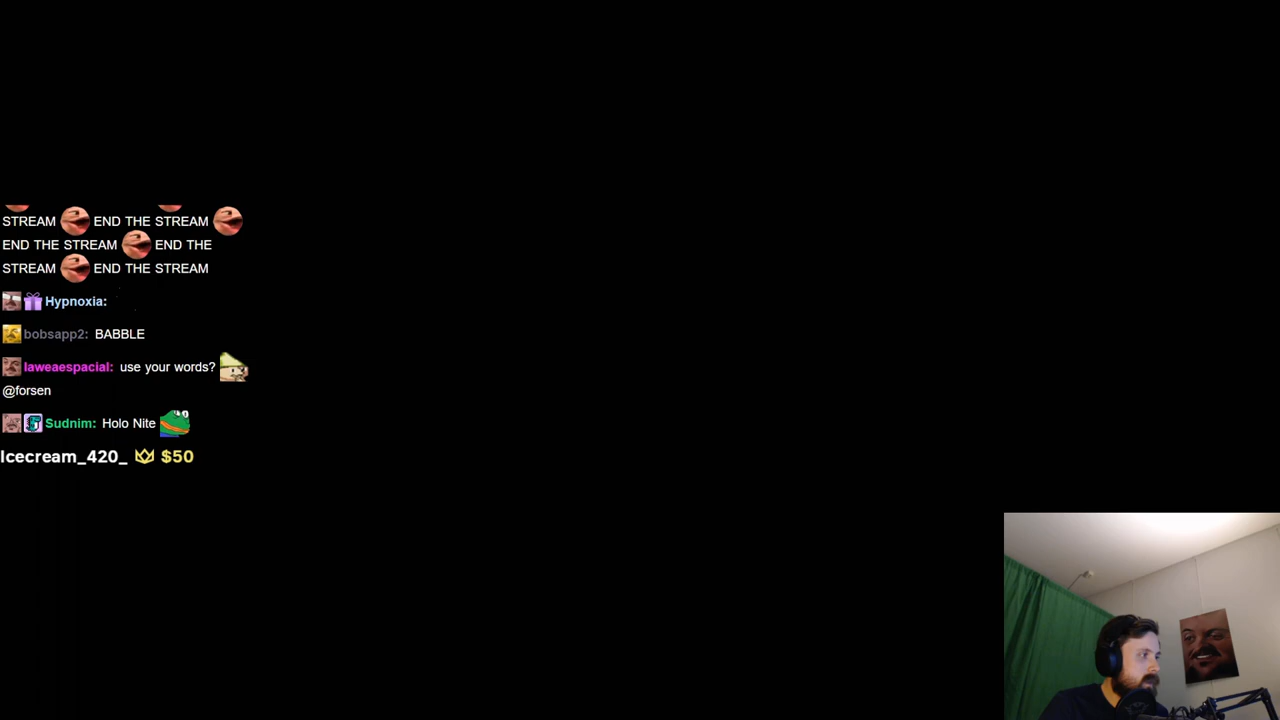 STREAM END THE STREAM
END THE STREAM END THE
STREAM END THE STREAM
Hypnoxia:
bobsapp2: BABBLE
laweaespacial: use your words?
@forsen
Sudnim: Holo Nite
Icecream_420_ $50